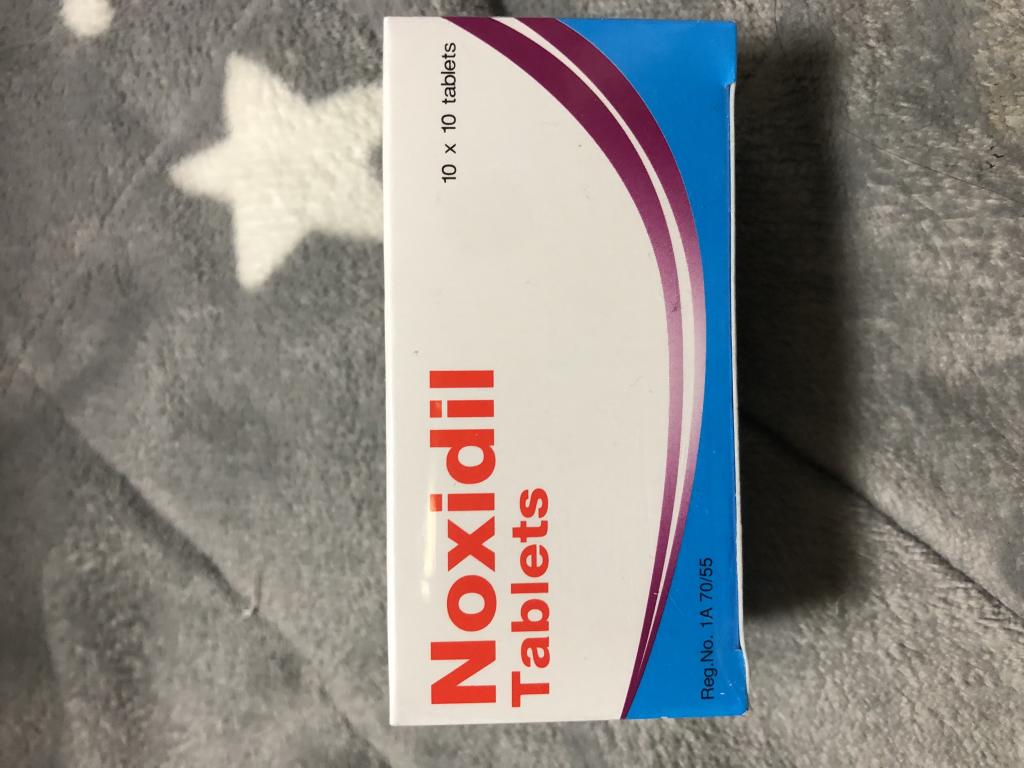 10 x 10 tablets
Noxidil
Tablets
Reg.No. 1A 70/55